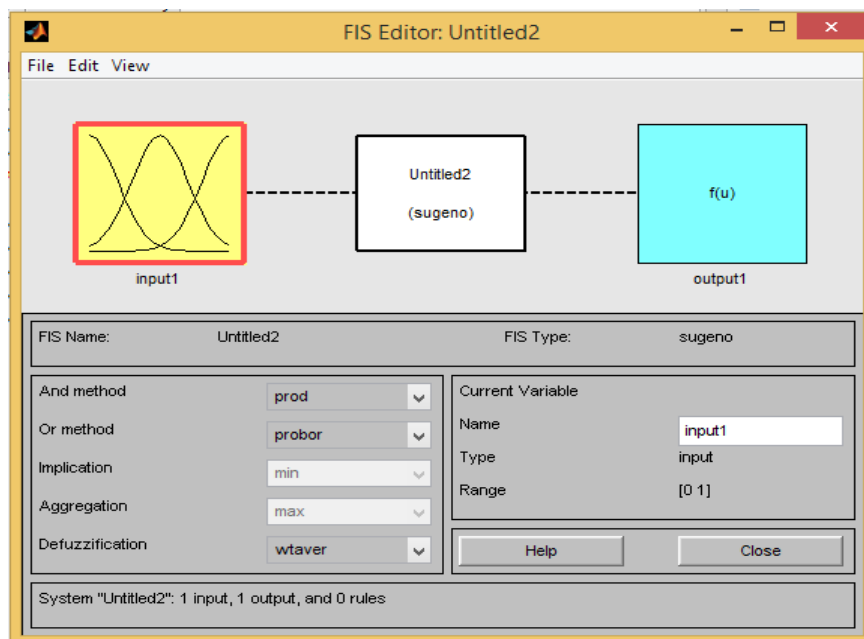 FIS Editor: Untitled2
File Edit View
Untitled2
(sugeno)
f(u)
input1
output1
FIS Name: Untitled2 FIS Type: sugeno
And method prod
Or method probor
Implication min
Aggregation max
Defuzzification wtaver
Current Variable
Name input1
Type input
Range [0 1]
Help Close
System "Untitled2": 1 input, 1 output, and 0 rules